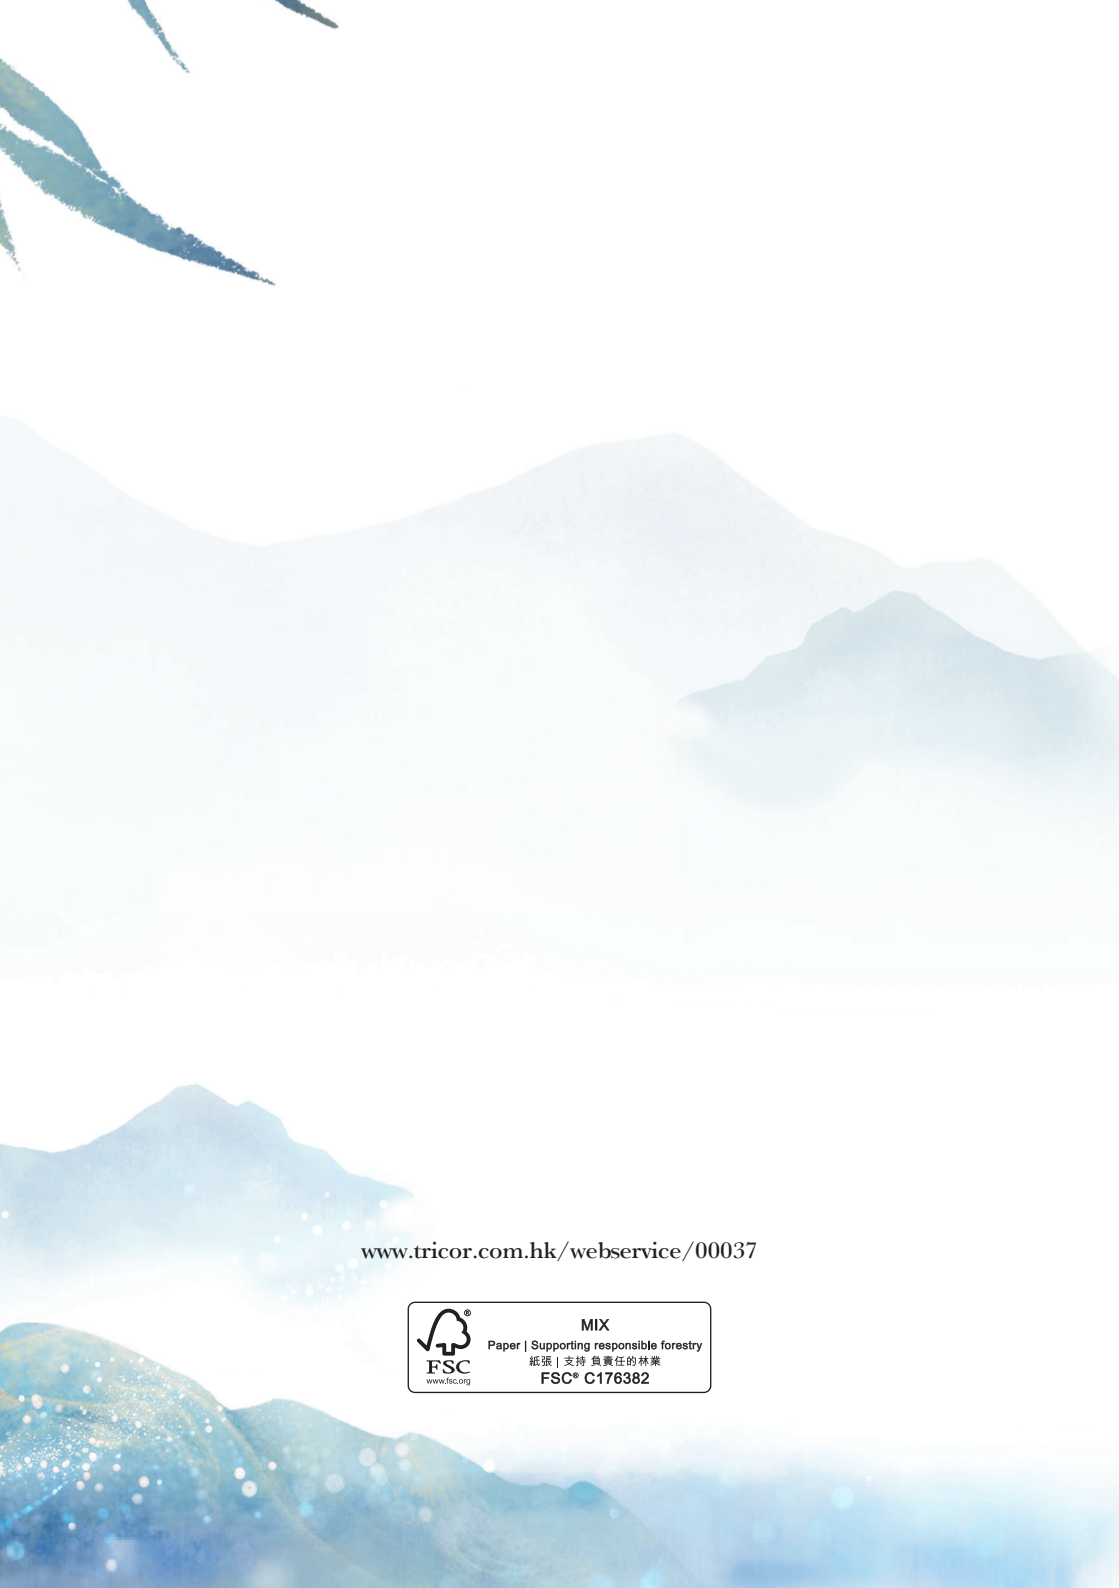 www.tricor.com.hk/webservice/00037
®
MIX
Paper | Supporting responsible forestry
紙張 | 支持 負責任的林業
FSC® C176382
FSC
www.fsc.org